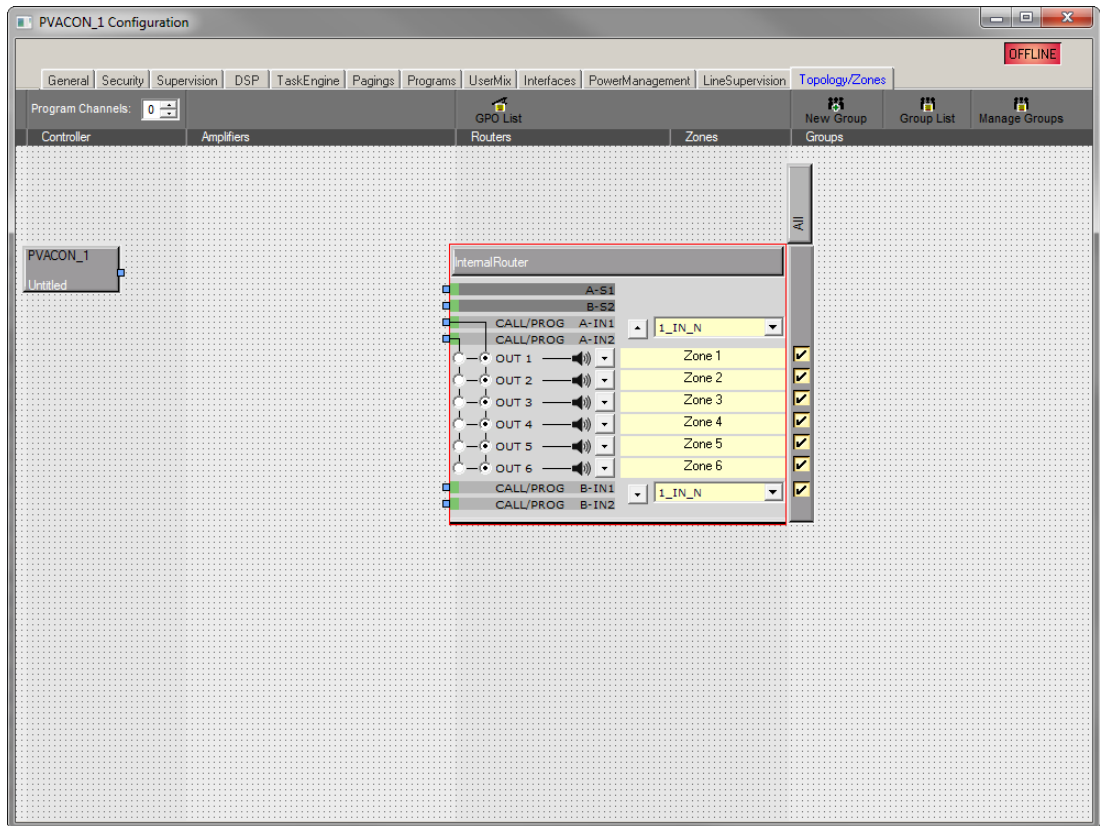 PVACON_1 Configuration
OFFLINE
General Security Supervision DSP TaskEngine Pagings Programs UserMix Interfaces PowerManagement LineSupervision Topology/Zones
Program Channels: 0 GPO List New Group Group List Manage Groups
Controller Amplifiers Routers Zones Groups
All
PVACON_1
Untitled
InternalRouter
A-S1
B-S2
CALL/PROG A-IN1 1_IN_N
CALL/PROG A-IN2
OUT 1 Zone 1
OUT 2 Zone 2
OUT 3 Zone 3
OUT 4 Zone 4
OUT 5 Zone 5
OUT 6 Zone 6
CALL/PROG B-IN1 1_IN_N
CALL/PROG B-IN2